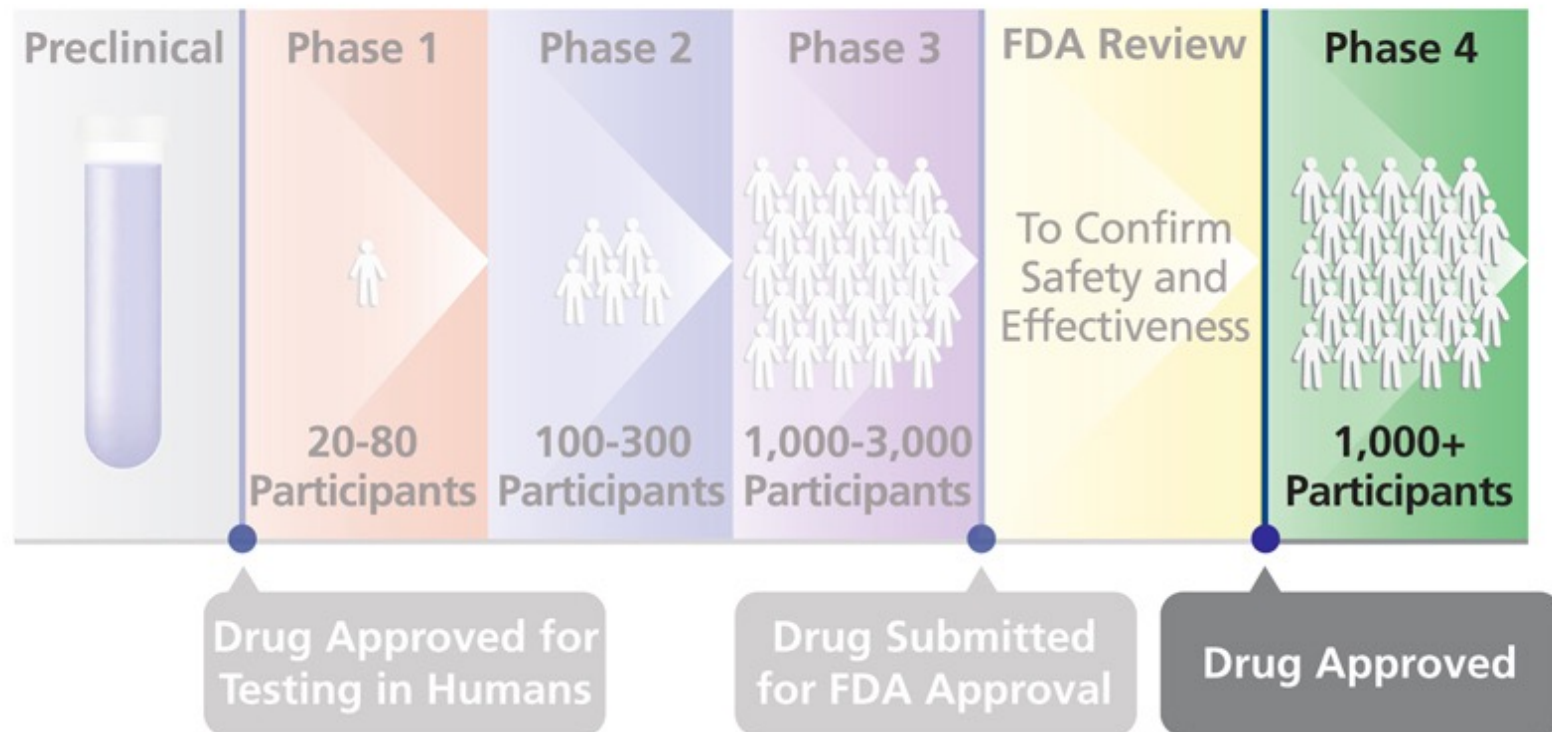 Preclinical
Phase 1
Phase 2
Phase 3
FDA Review
Phase 4
To Confirm
Safety and
Effectiveness
20-80
Participants
100-300
Participants
1,000-3,000
Participants
1,000+
Participants
Drug Approved for
Testing in Humans
Drug Submitted
for FDA Approval
Drug Approved